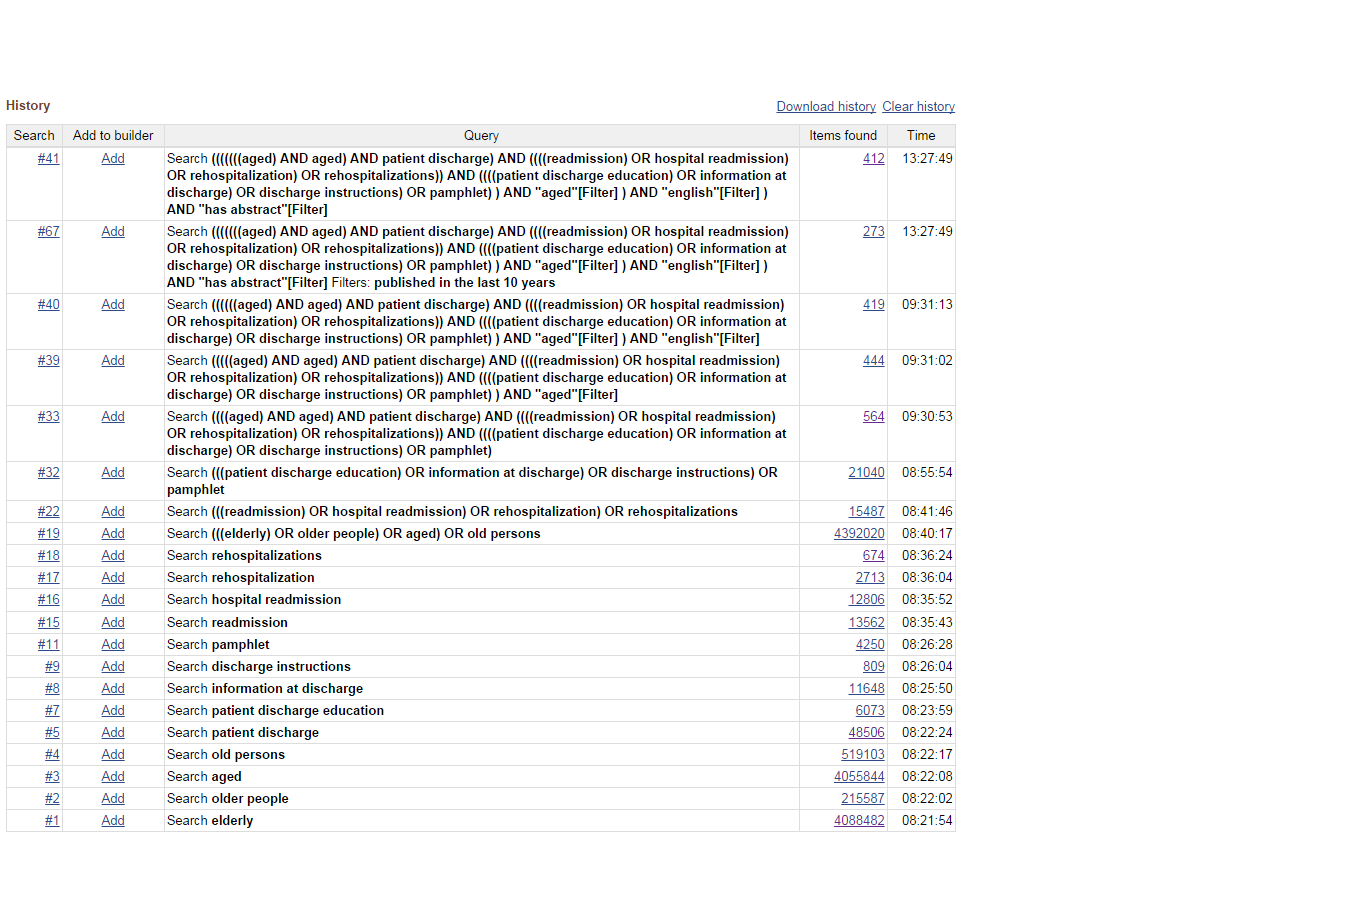 History
Download history Clear history
Search Add to builder Query Items found Time
#41 Add Search (((((((aged) AND aged) AND patient discharge) AND ((((readmission) OR hospital readmission) 412 13:27:49
OR rehospitalization) OR rehospitalizations)) AND ((((patient discharge education) OR information at
discharge) OR discharge instructions) OR pamphlet) ) AND "aged"[Filter] ) AND "english"[Filter] )
AND "has abstract"[Filter]
#67 Add Search (((((((aged) AND aged) AND patient discharge) AND ((((readmission) OR hospital readmission) 273 13:27:49
OR rehospitalization) OR rehospitalizations)) AND ((((patient discharge education) OR information at
discharge) OR discharge instructions) OR pamphlet) ) AND "aged"[Filter] ) AND "english"[Filter] )
AND "has abstract"[Filter] Filters: published in the last 10 years
#40 Add Search ((((((aged) AND aged) AND patient discharge) AND ((((readmission) OR hospital readmission) 419 09:31:13
OR rehospitalization) OR rehospitalizations)) AND ((((patient discharge education) OR information at
discharge) OR discharge instructions) OR pamphlet) ) AND "aged"[Filter] ) AND "english"[Filter]
#39 Add Search (((((aged) AND aged) AND patient discharge) AND ((((readmission) OR hospital readmission) 444 09:31:02
OR rehospitalization) OR rehospitalizations)) AND ((((patient discharge education) OR information at
discharge) OR discharge instructions) OR pamphlet) ) AND "aged"[Filter]
#33 Add Search ((((aged) AND aged) AND patient discharge) AND ((((readmission) OR hospital readmission) 564 09:30:53
OR rehospitalization) OR rehospitalizations)) AND ((((patient discharge education) OR information at
discharge) OR discharge instructions) OR pamphlet)
#32 Add Search (((patient discharge education) OR information at discharge) OR discharge instructions) OR 21040 08:55:54
pamphlet
#22 Add Search (((readmission) OR hospital readmission) OR rehospitalization) OR rehospitalizations 15487 08:41:46
#19 Add Search (((elderly) OR older people) OR aged) OR old persons 4392020 08:40:17
#18 Add Search rehospitalizations 674 08:36:24
#17 Add Search rehospitalization 2713 08:36:04
#16 Add Search hospital readmission 12806 08:35:52
#15 Add Search readmission 13562 08:35:43
#11 Add Search pamphlet 4250 08:26:28
#9 Add Search discharge instructions 809 08:26:04
#8 Add Search information at discharge 11648 08:25:50
#7 Add Search patient discharge education 6073 08:23:59
#5 Add Search patient discharge 48506 08:22:24
#4 Add Search old persons 519103 08:22:17
#3 Add Search aged 4055844 08:22:08
#2 Add Search older people 215587 08:22:02
#1 Add Search elderly 4088482 08:21:54